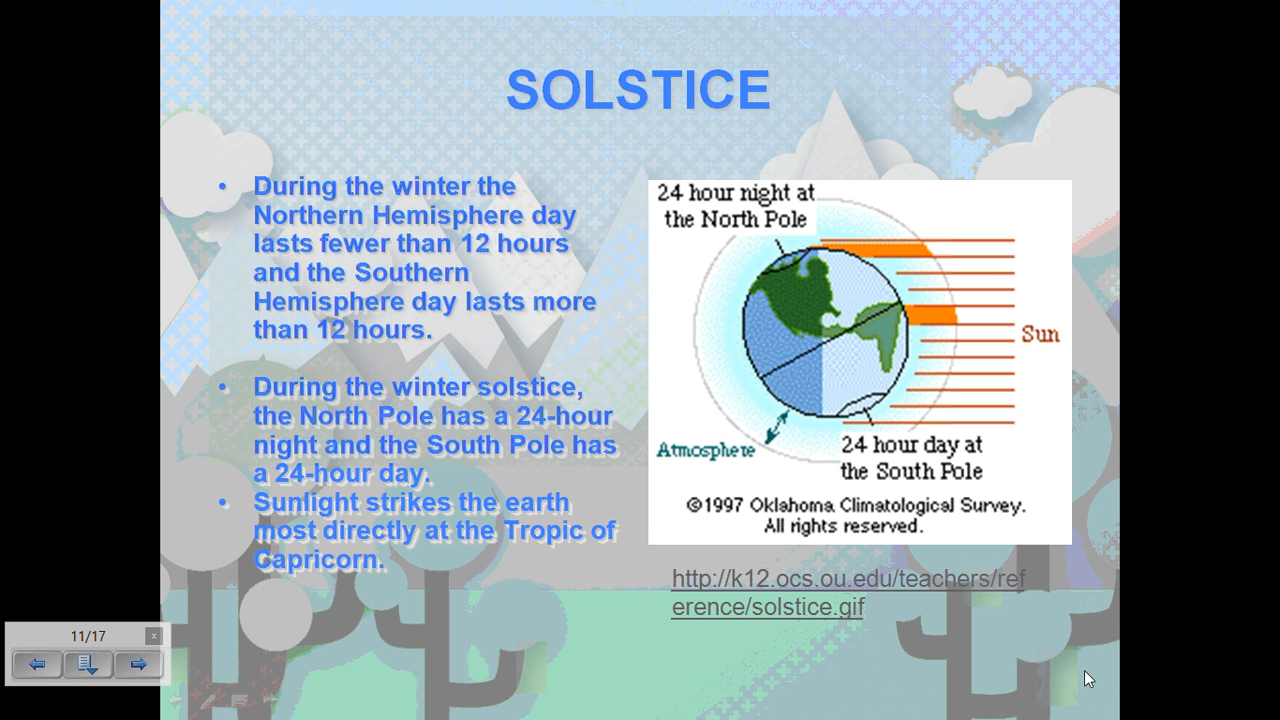 SOLSTICE
• During the winter the
Northern Hemisphere day
lasts fewer than 12 hours
and the Southern
Hemisphere day lasts more
than 12 hours.
• During the winter solstice,
the North Pole has a 24-hour
night and the South Pole has
a 24-hour day.
• Sunlight strikes the earth
most directly at the Tropic of
Capricorn.
24 hour night at
the North Pole
Sun
Atmosphere
24 hour day at
the South Pole
©1997 Oklahoma Climatological Survey.
All rights reserved.
http://k12.ocs.ou.edu/teachers/ref
erence/solstice.gif
11/17
x